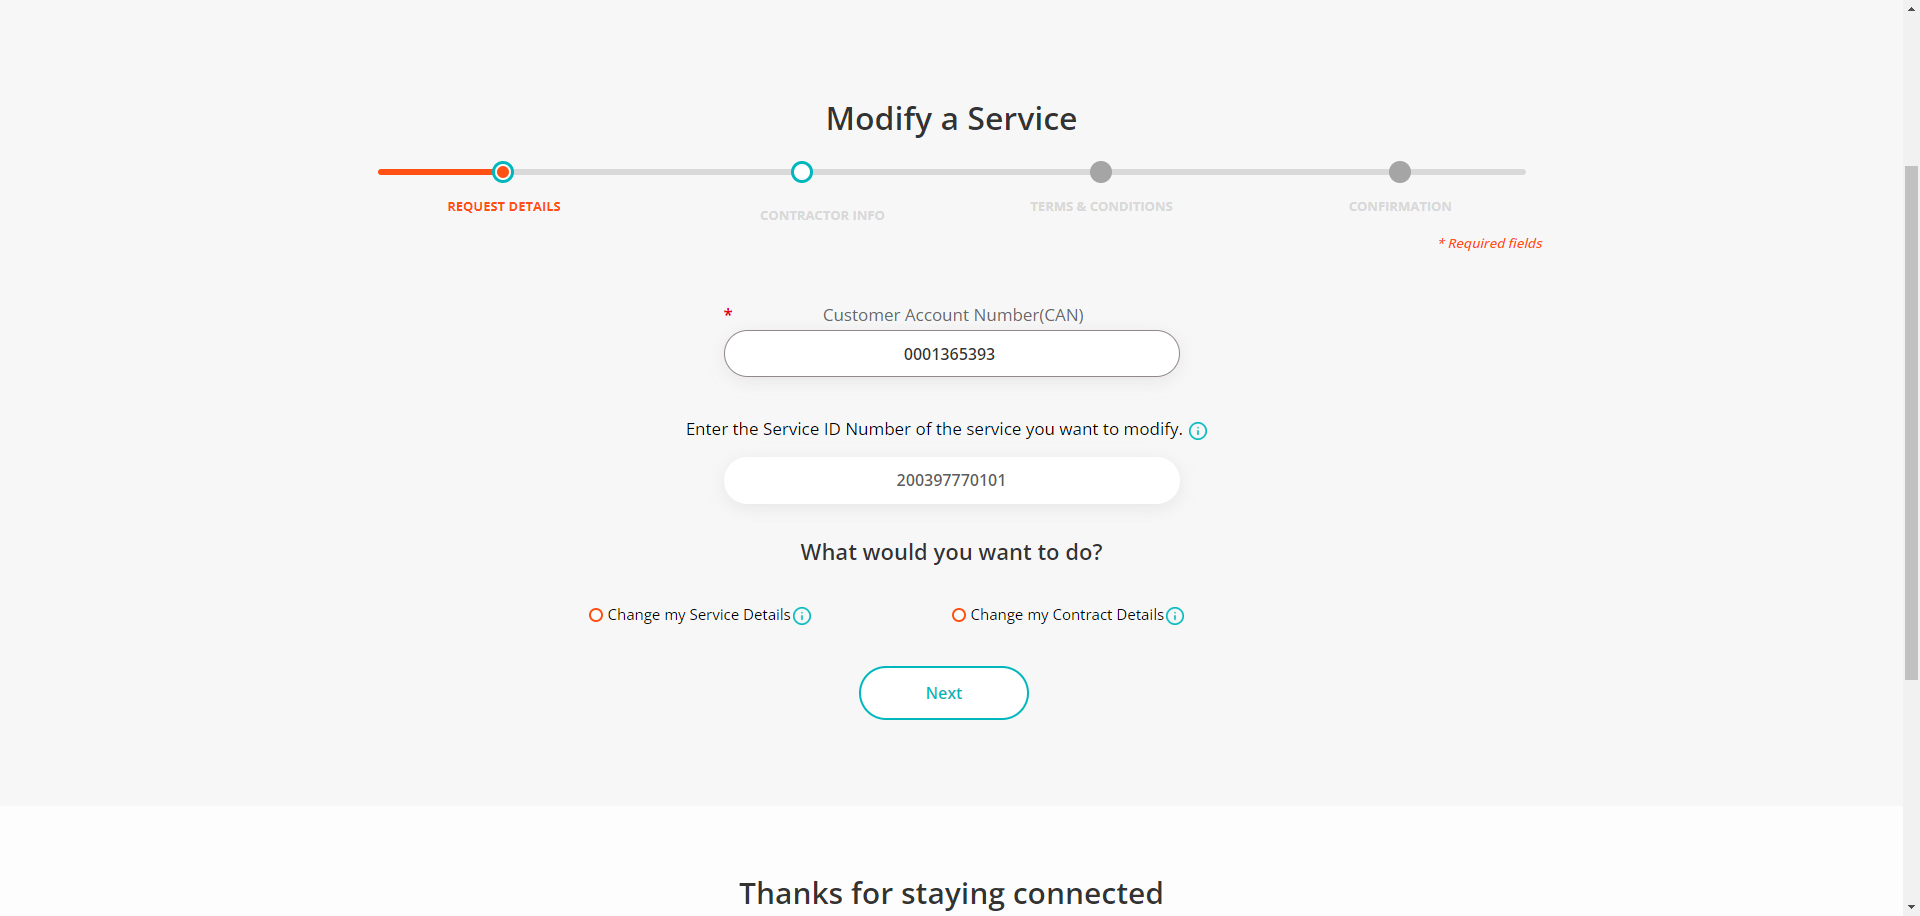 Modify a Service
REQUEST DETAILS
CONTRACTOR INFO
TERMS & CONDITIONS
CONFIRMATION
* Required fields
* Customer Account Number(CAN)
0001365393
Enter the Service ID Number of the service you want to modify.
200397770101
What would you want to do?
Change my Service Details
Change my Contract Details
Next
Thanks for staying connected